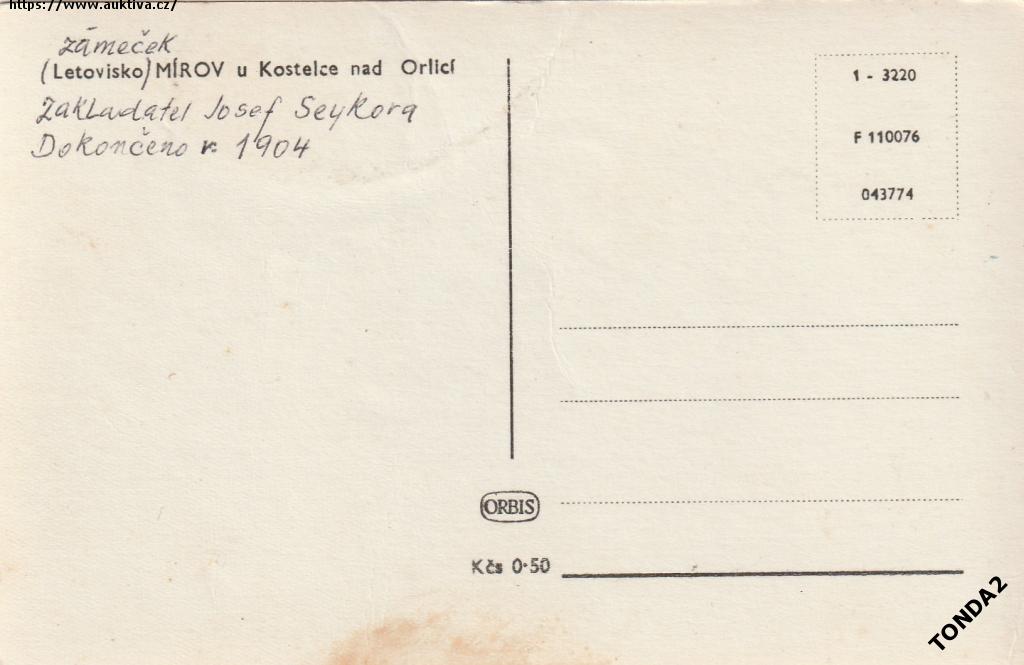 https://www.auktiva.cz/
zámeček
(Letovisko) MÍROV u Kostelce nad Orlicí
Zakladatel Josef Seykora
Dokončeno r. 1904
1 - 3220
F 110076
043774
ORBIS
Kčs 0·50
TONDA2